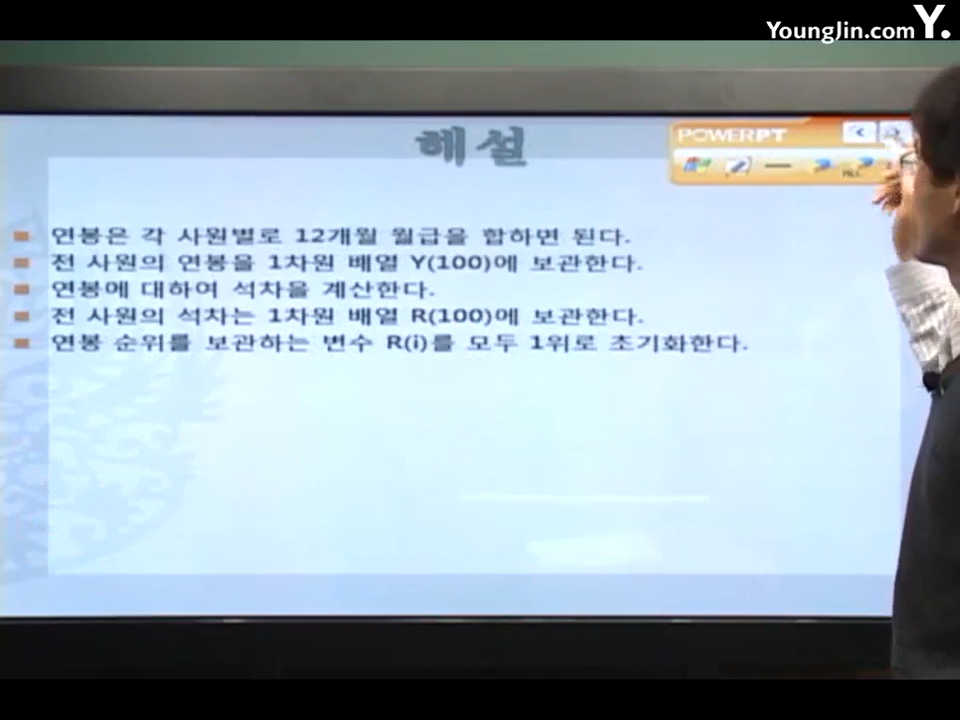 YoungJin.com Y.
해설
POWERPT
연봉은 각 사원별로 12개월 월급을 합하면 된다.
전 사원의 연봉을 1차원 배열 Y(100)에 보관한다.
연봉에 대하여 석차을 계산한다.
전 사원의 석차는 1차원 배열 R(100)에 보관한다.
연봉 순위를 보관하는 변수 R(i)를 모두 1위로 초기화한다.